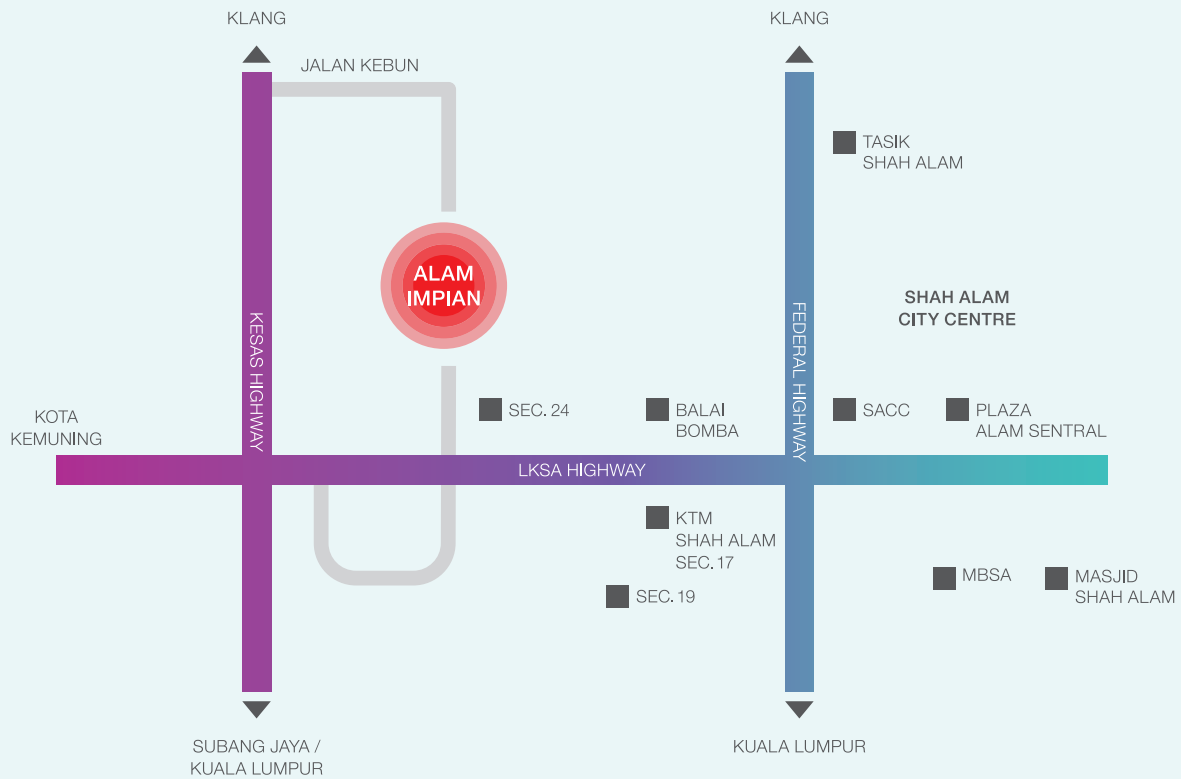 KLANG
KLANG
JALAN KEBUN
TASIK
SHAH ALAM
ALAM
IMPIAN
SHAH ALAM
CITY CENTRE
KESAS HIGHWAY
FEDERAL HIGHWAY
KOTA
KEMUNING
SEC. 24
BALAI
BOMBA
SACC
PLAZA
ALAM SENTRAL
LKSA HIGHWAY
KTM
SHAH ALAM
SEC. 17
SEC. 19
MBSA
MASJID
SHAH ALAM
SUBANG JAYA /
KUALA LUMPUR
KUALA LUMPUR